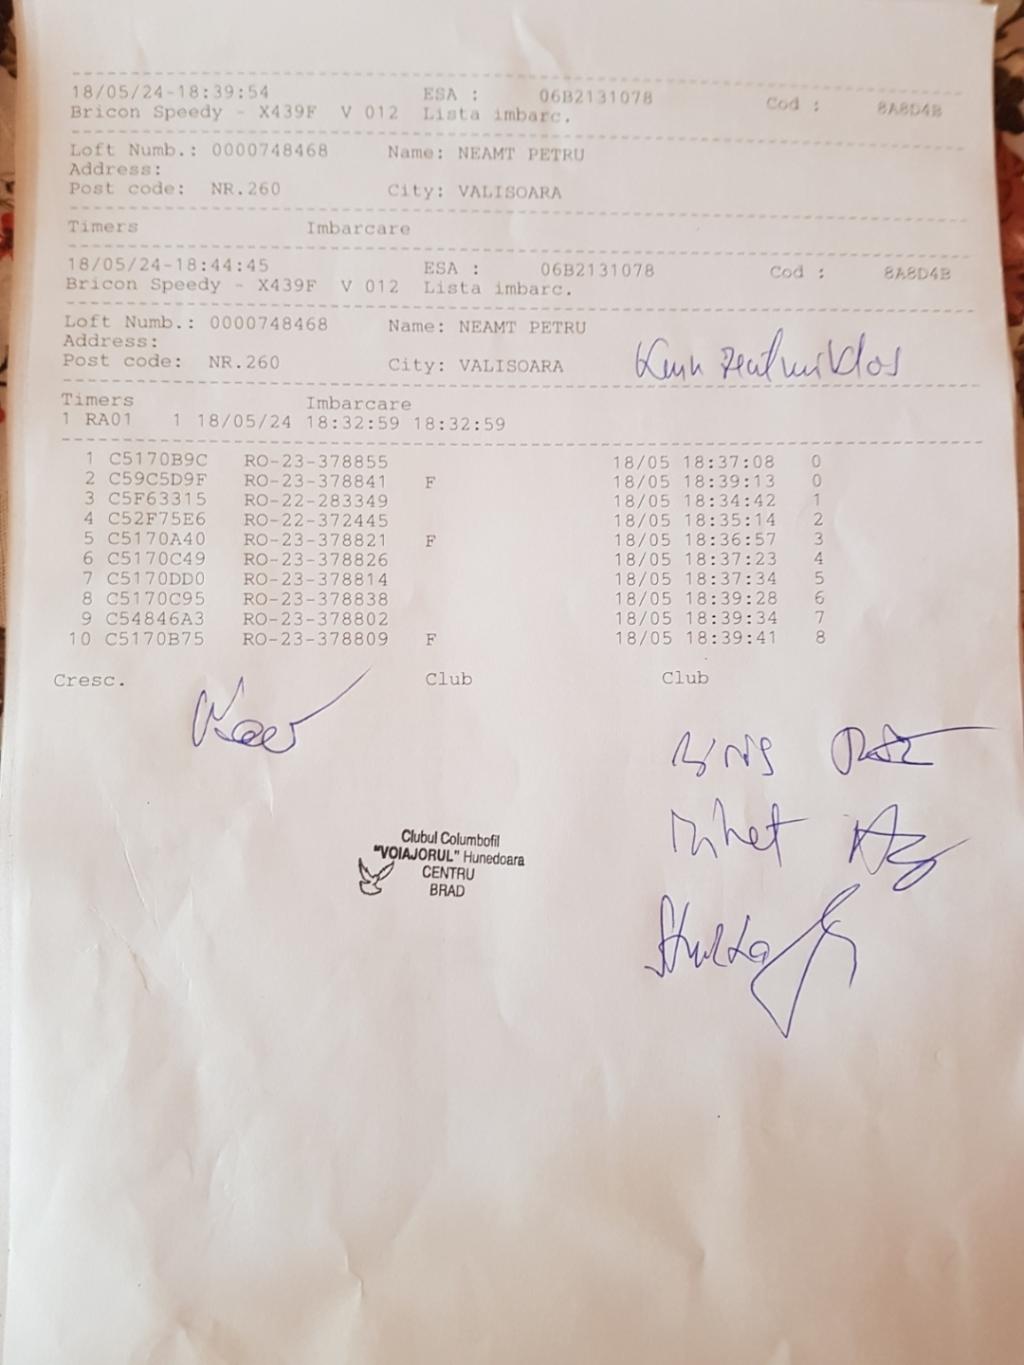 18/05/24-18:39:54 ESA : 06B2131078 Cod : 8A8D4B
Bricon Speedy - X439F V 012 Lista imbarc.
Loft Numb.: 0000748468 Name: NEAMT PETRU
Address:
Post code: NR.260 City: VALISOARA
Timers Imbarcare
18/05/24-18:44:45 ESA : 06B2131078 Cod : 8A8D4B
Bricon Speedy - X439F V 012 Lista imbarc.
Loft Numb.: 0000748468 Name: NEAMT PETRU
Address:
Post code: NR.260 City: VALISOARA
Timers Imbarcare
1 RA01 1 18/05/24 18:32:59 18:32:59
1 C5170B9C RO-23-378855 18/05 18:37:08 0
2 C59C5D9F RO-23-378841 F 18/05 18:39:13 0
3 C5F63315 RO-22-283349 18/05 18:34:42 1
4 C52F75E6 RO-22-372445 18/05 18:35:14 2
5 C5170A40 RO-23-378821 F 18/05 18:36:57 3
6 C5170C49 RO-23-378826 18/05 18:37:23 4
7 C5170DD0 RO-23-378814 18/05 18:37:34 5
8 C5170C95 RO-23-378838 18/05 18:39:28 6
9 C54846A3 RO-23-378802 18/05 18:39:34 7
10 C5170B75 RO-23-378809 F 18/05 18:39:41 8
Cresc. Club Club
Mihet
Clubul Columbofil
"VOIAJORUL" Hunedoara
CENTRU
BRAD